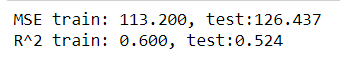 MSE train: 113.200, test:126.437
R^2 train: 0.600, test:0.524